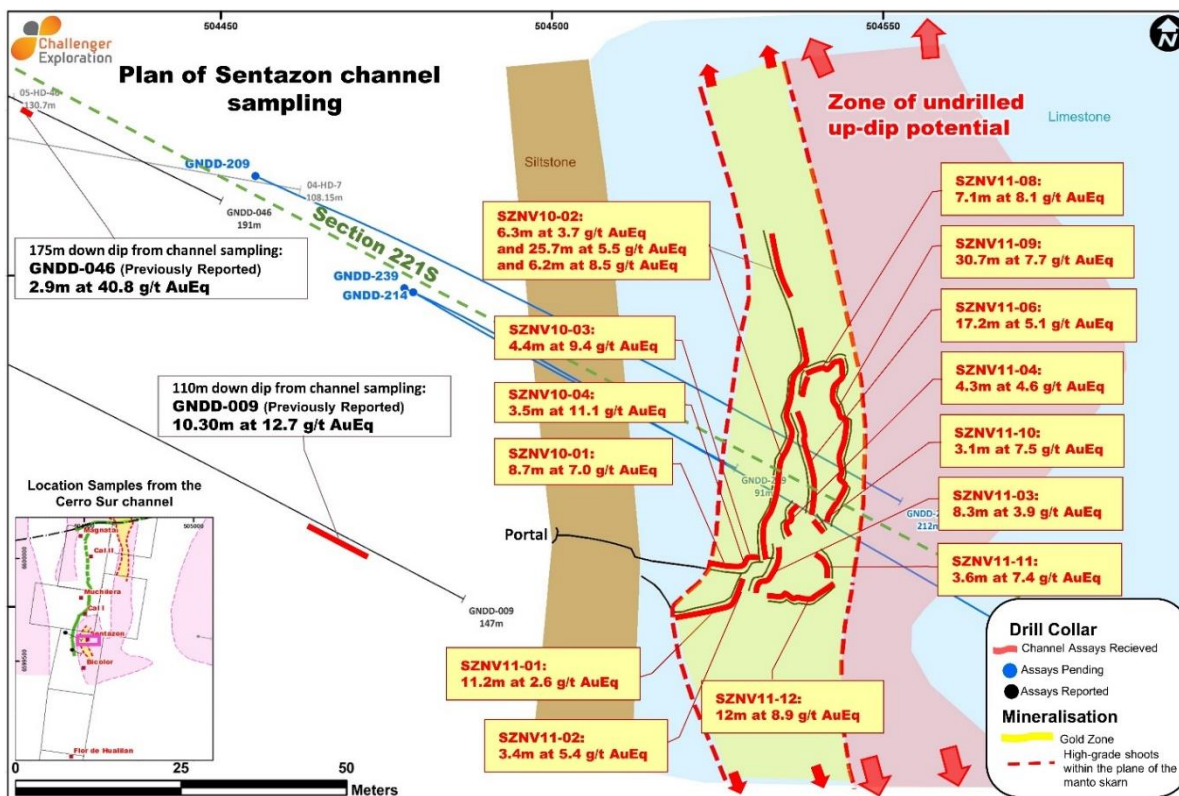 504450
504500
504550
Challenger
Exploration
Plan of Sentazon channel
sampling
N
05-HD-46
130.7m
GNDD-209
04-HD-7
108.15m
GNDD-046
191m
Section 221S
175m down dip from channel sampling:
GNDD-046 (Previously Reported)
2.9m at 40.8 g/t AuEq
GNDD-239
GNDD-214
110m down dip from channel sampling:
GNDD-009 (Previously Reported)
10.30m at 12.7 g/t AuEq
GNDD-009
147m
Siltstone
Zone of undrilled
up-dip potential
Limestone
SZNV10-02:
6.3m at 3.7 g/t AuEq
and 25.7m at 5.5 g/t AuEq
and 6.2m at 8.5 g/t AuEq
SZNV10-03:
4.4m at 9.4 g/t AuEq
SZNV10-04:
3.5m at 11.1 g/t AuEq
SZNV10-01:
8.7m at 7.0 g/t AuEq
Portal
SZNV11-01:
11.2m at 2.6 g/t AuEq
SZNV11-02:
3.4m at 5.4 g/t AuEq
SZNV11-12:
12m at 8.9 g/t AuEq
SZNV11-08:
7.1m at 8.1 g/t AuEq
SZNV11-09:
30.7m at 7.7 g/t AuEq
SZNV11-06:
17.2m at 5.1 g/t AuEq
SZNV11-04:
4.3m at 4.6 g/t AuEq
SZNV11-10:
3.1m at 7.5 g/t AuEq
SZNV11-03:
8.3m at 3.9 g/t AuEq
SZNV11-11:
3.6m at 7.4 g/t AuEq
91m
212m
Location Samples from the
Cerro Sur channel
505000
Magnata
Muchilera
Cal I
Sentazon
Bicolor
Flor de Hualilan
0 25 50
Meters
Drill Collar
Channel Assays Recieved
Assays Pending
Assays Reported
Mineralisation
Gold Zone
High-grade shoots
within the plane of the
manto skarn